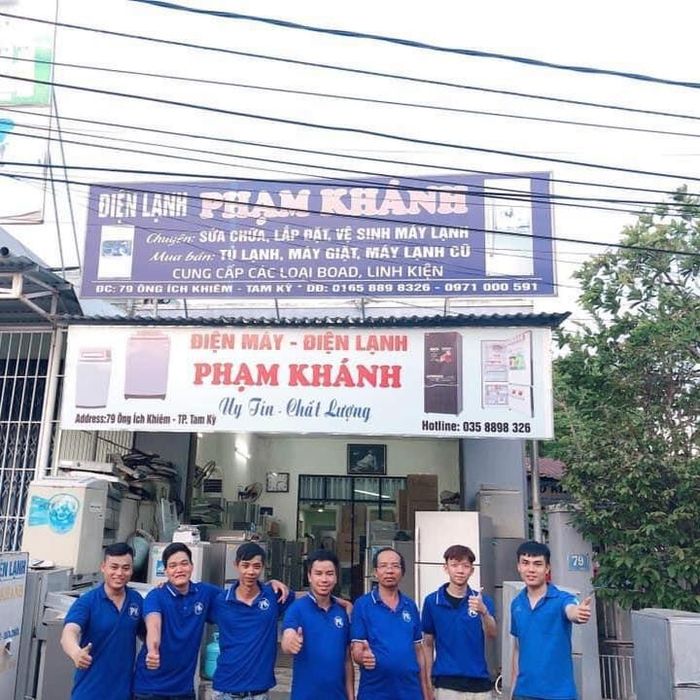 ĐIỆN LẠNH PHẠM KHÁNH
Chuyên: SỬA CHỮA, LẮP ĐẶT, VỆ SINH MÁY LẠNH
Mua bán: TỦ LẠNH, MÁY GIẶT, MÁY LẠNH CŨ
CUNG CẤP CÁC LOẠI BOAD, LINH KIỆN
ĐC: 79 ÔNG ÍCH KHIÊM - TAM KỲ * DĐ: 0165 889 8326 - 0971 000 591
ĐIỆN MÁY - ĐIỆN LẠNH
PHẠM KHÁNH
Uy Tín - Chất Lượng
Address:79 Ông Ích Khiêm - TP. Tam Kỳ
Hotline: 035 8898 326
79
ĐIỆN LẠNH
PK